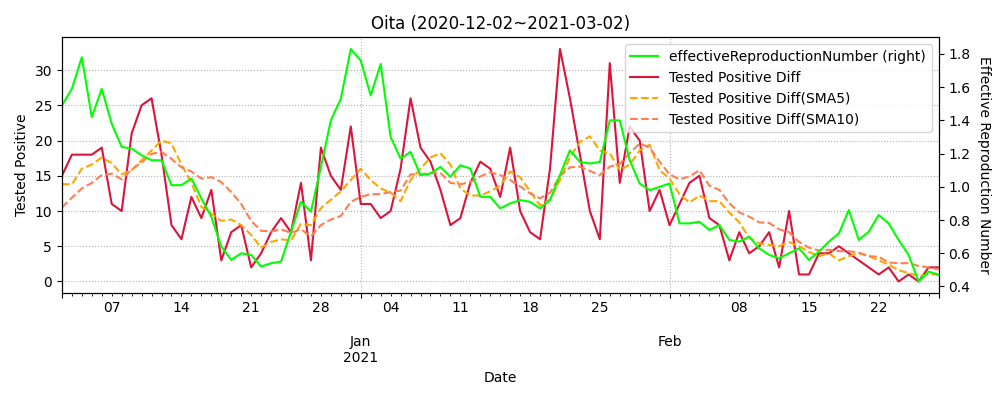 Oita (2020-12-02~2021-03-02)
effectiveReproductionNumber (right)
Tested Positive Diff
Tested Positive Diff(SMA5)
Tested Positive Diff(SMA10)
Tested Positive
30
25
20
15
10
5
0
Effective Reproduction Number
1.8
1.6
1.4
1.2
1.0
0.8
0.6
0.4
07 14 21 28 04 11 18 25 08 15 22
Jan Feb
2021
Date